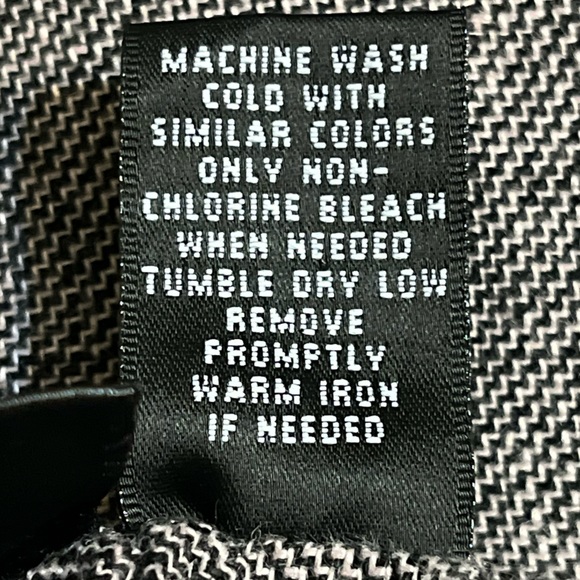 MACHINE WASH
COLD WITH
SIMILAR COLORS
ONLY NON-
CHLORINE BLEACH
WHEN NEEDED
TUMBLE DRY LOW
REMOVE
PROMPTLY
WARM IRON
IF NEEDED